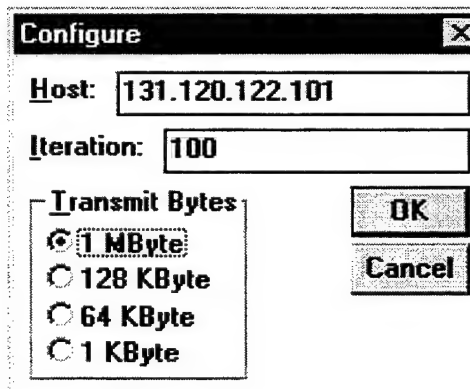 Configure
Host: 131.120.122.101
Iteration: 100
Transmit Bytes
1 MByte
128 KByte
64 KByte
1 KByte
OK
Cancel